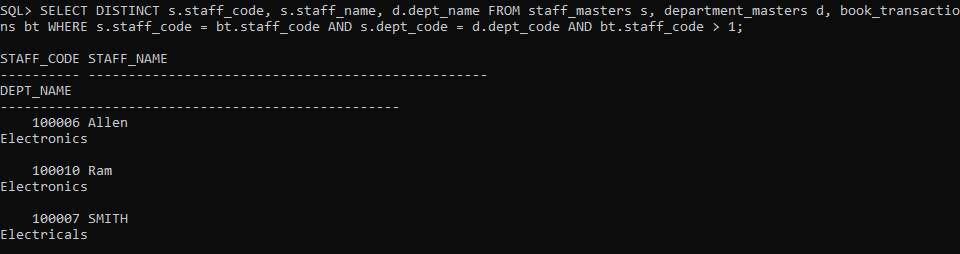 SQL> SELECT DISTINCT s.staff_code, s.staff_name, d.dept_name FROM staff_masters s, department_masters d, book_transactio
ns bt WHERE s.staff_code = bt.staff_code AND s.dept_code = d.dept_code AND bt.staff_code > 1;
STAFF_CODE STAFF_NAME
---------- --------------------------------------------------
DEPT_NAME
--------------------------------------------------
100006 Allen
Electronics
100010 Ram
Electronics
100007 SMITH
Electricals